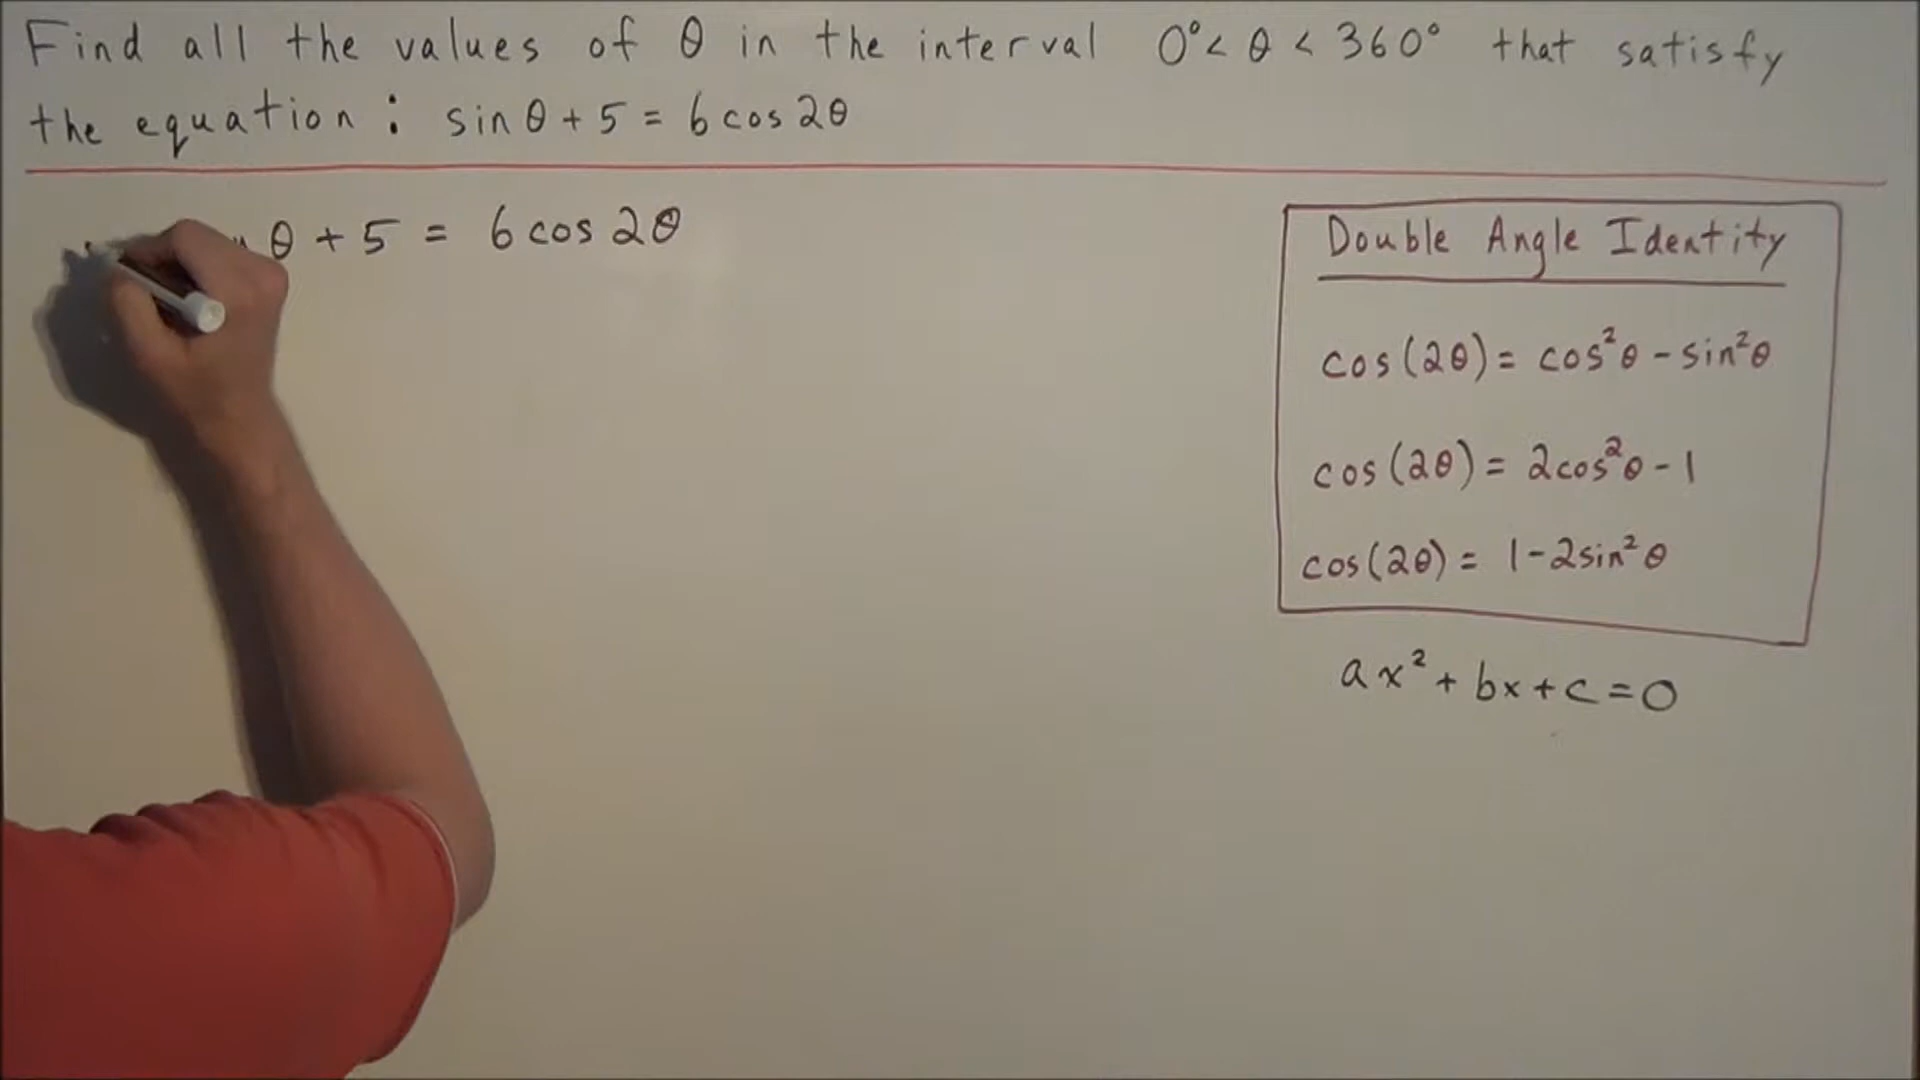 Find all the values of θ in the interval 0° < θ < 360° that satisfy
the equation : sin θ + 5 = 6 cos 2θ
θ + 5 = 6 cos 2θ
Double Angle Identity
cos(2θ) = cos²θ - sin²θ
cos(2θ) = 2cos²θ - 1
cos(2θ) = 1 - 2sin²θ
ax² + bx + c = 0